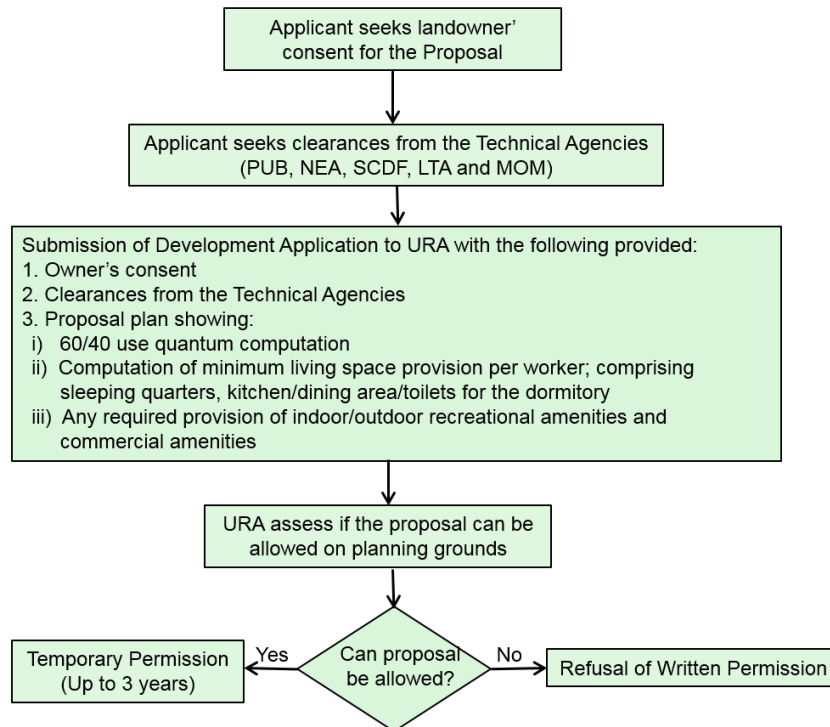 Applicant seeks landowner'
consent for the Proposal
Applicant seeks clearances from the Technical Agencies
(PUB, NEA, SCDF, LTA and MOM)
Submission of Development Application to URA with the following provided:
1. Owner's consent
2. Clearances from the Technical Agencies
3. Proposal plan showing:
i) 60/40 use quantum computation
ii) Computation of minimum living space provision per worker; comprising
sleeping quarters, kitchen/dining area/toilets for the dormitory
iii) Any required provision of indoor/outdoor recreational amenities and
commercial amenities
URA assess if the proposal can be
allowed on planning grounds
Can proposal
be allowed?
Yes
Temporary Permission
(Up to 3 years)
No
Refusal of Written Permission